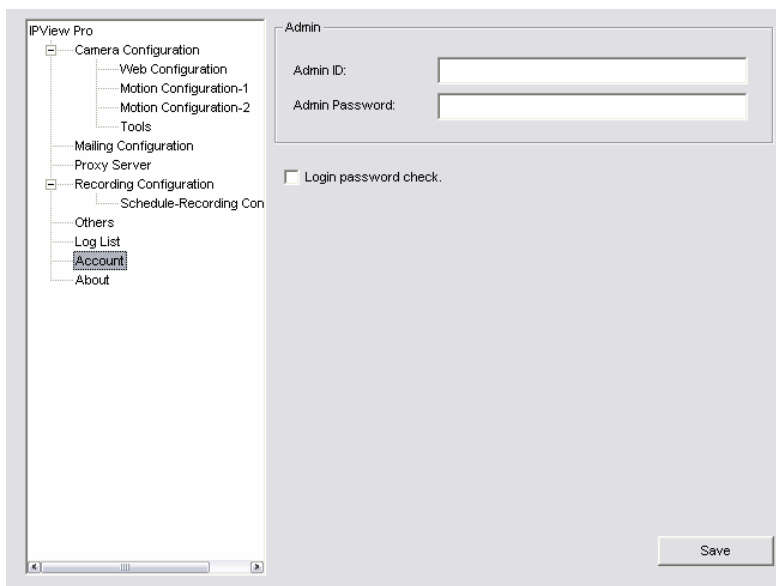 IPView Pro
Camera Configuration
Web Configuration
Motion Configuration-1
Motion Configuration-2
Tools
Mailing Configuration
Proxy Server
Recording Configuration
Schedule-Recording Con
Others
Log List
Account
About
Admin
Admin ID:
Admin Password:
Login password check.
Save